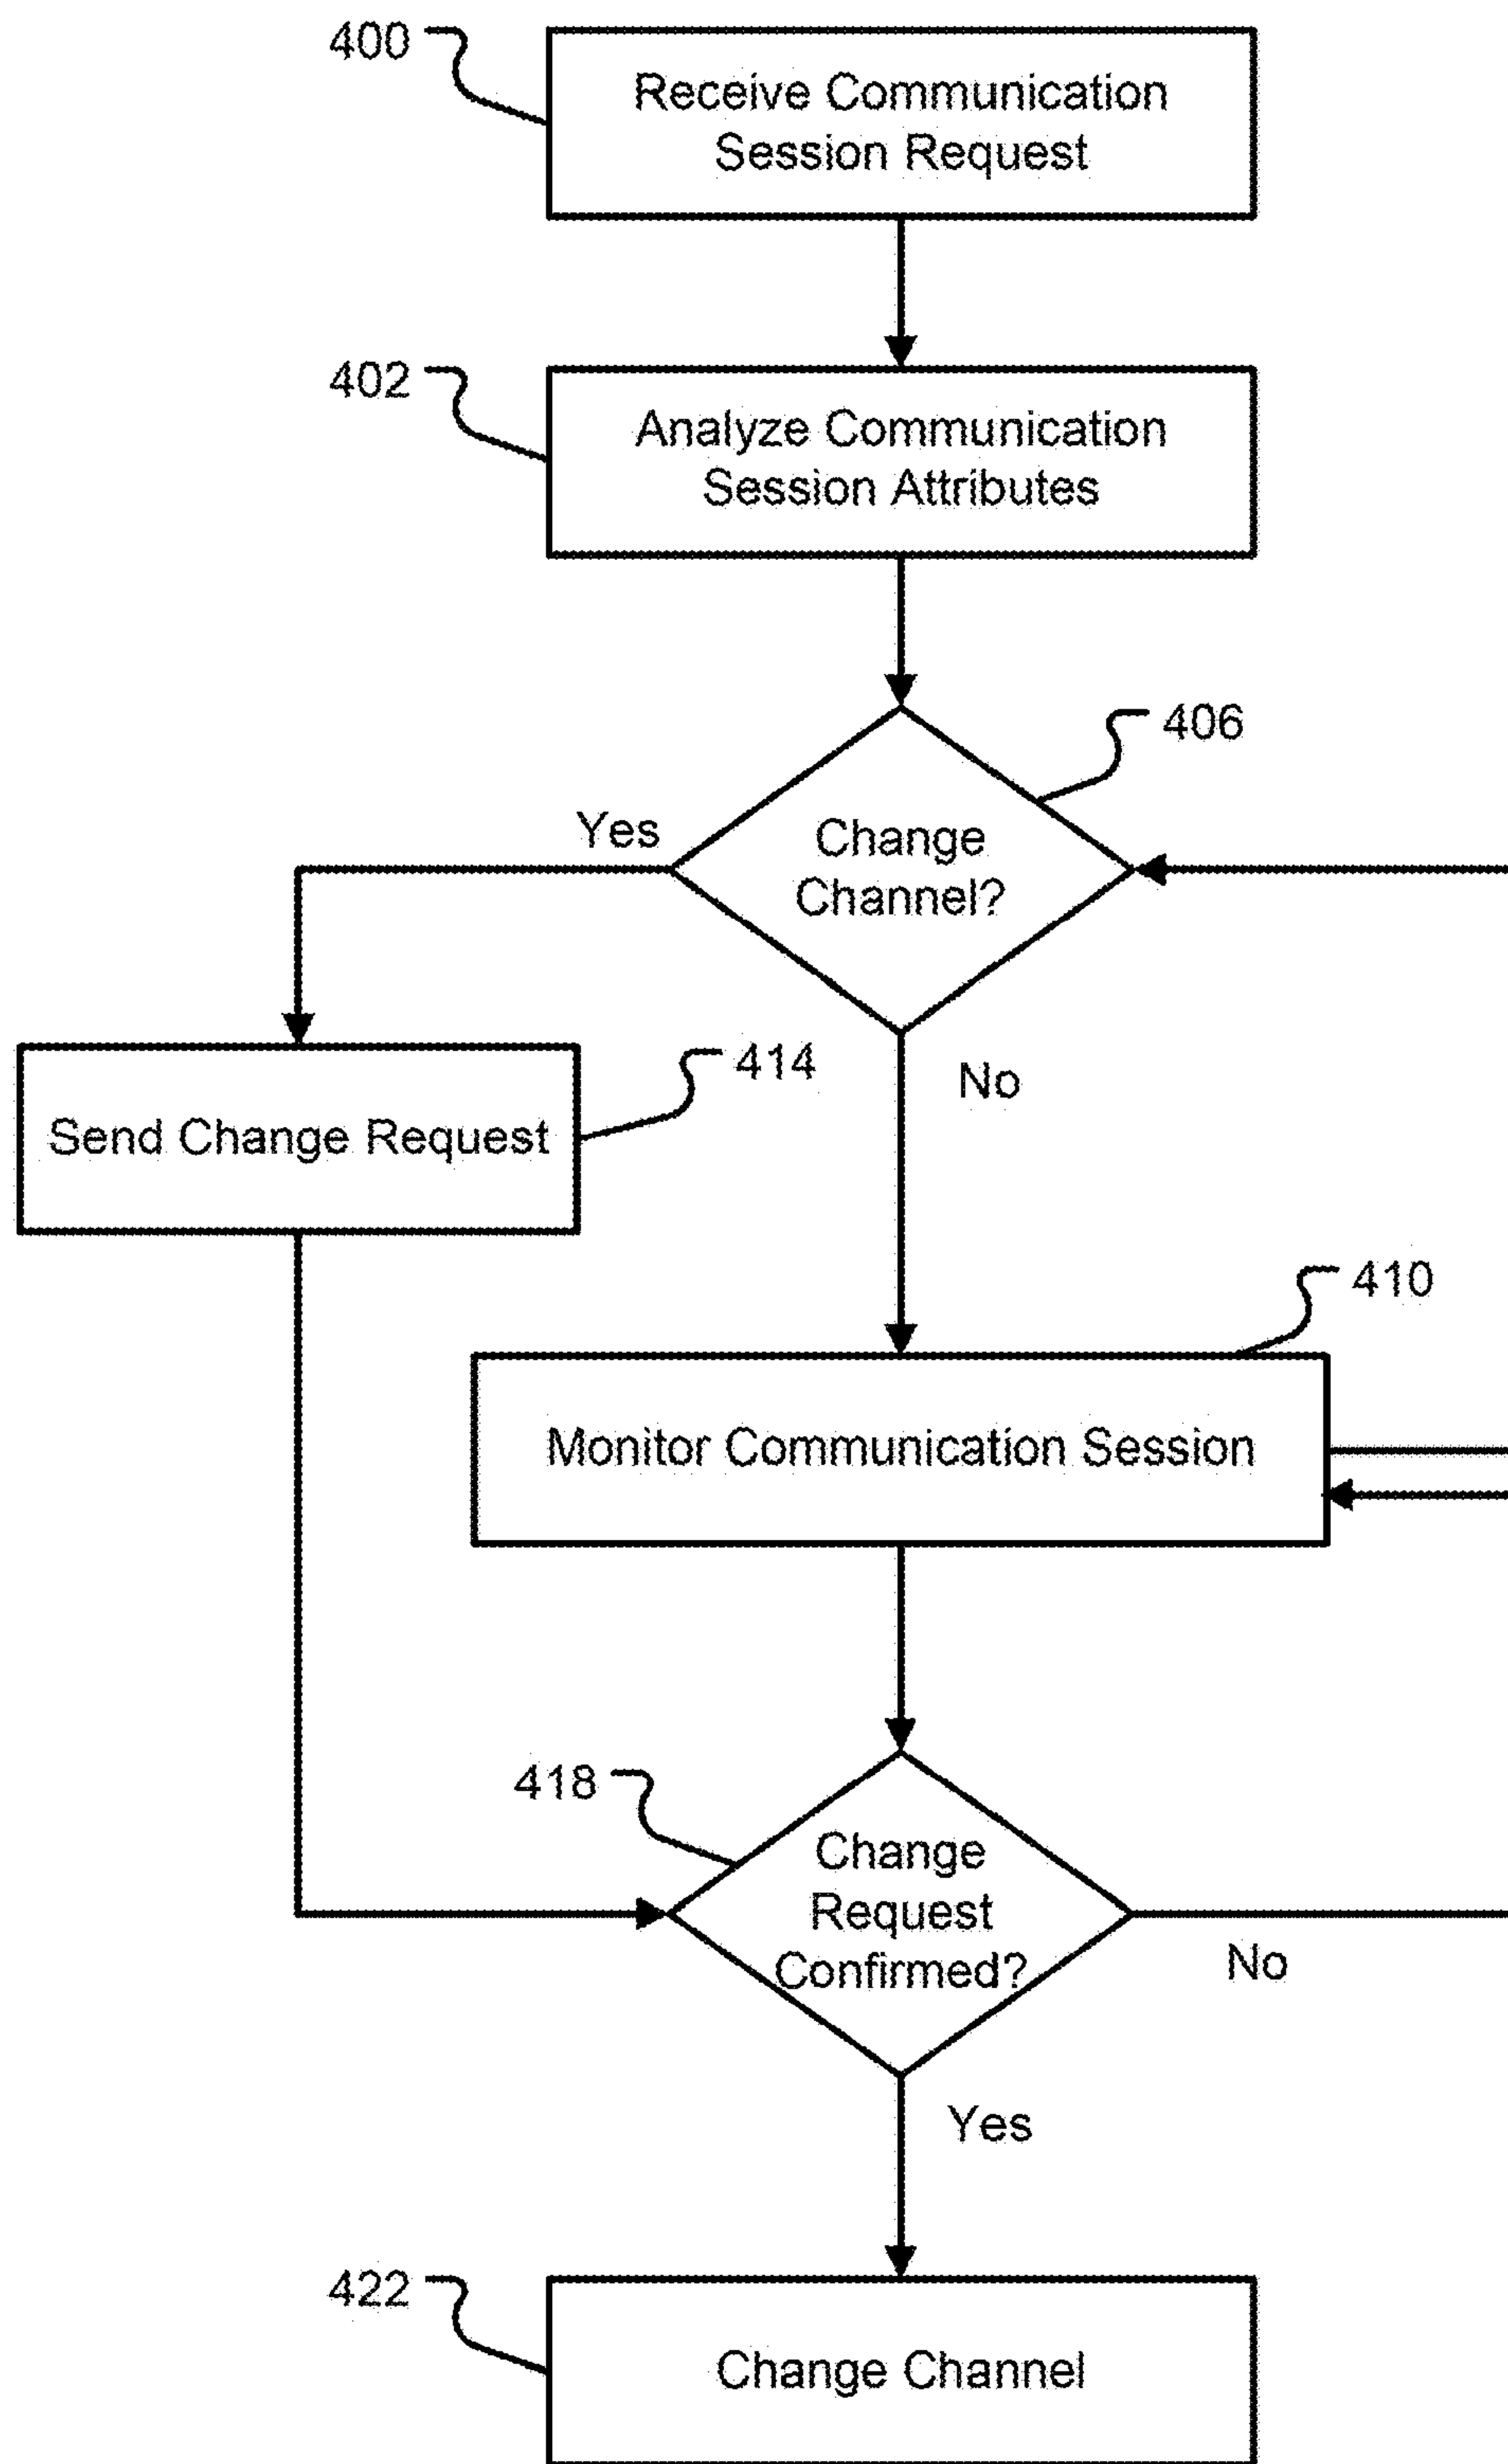 400
Receive Communication
Session Request
402
Analyze Communication
Session Attributes
406
Yes
Change
Channel?
No
414
Send Change Request
410
Monitor Communication Session
418
Change
Request
Confirmed?
No
Yes
422
Change Channel